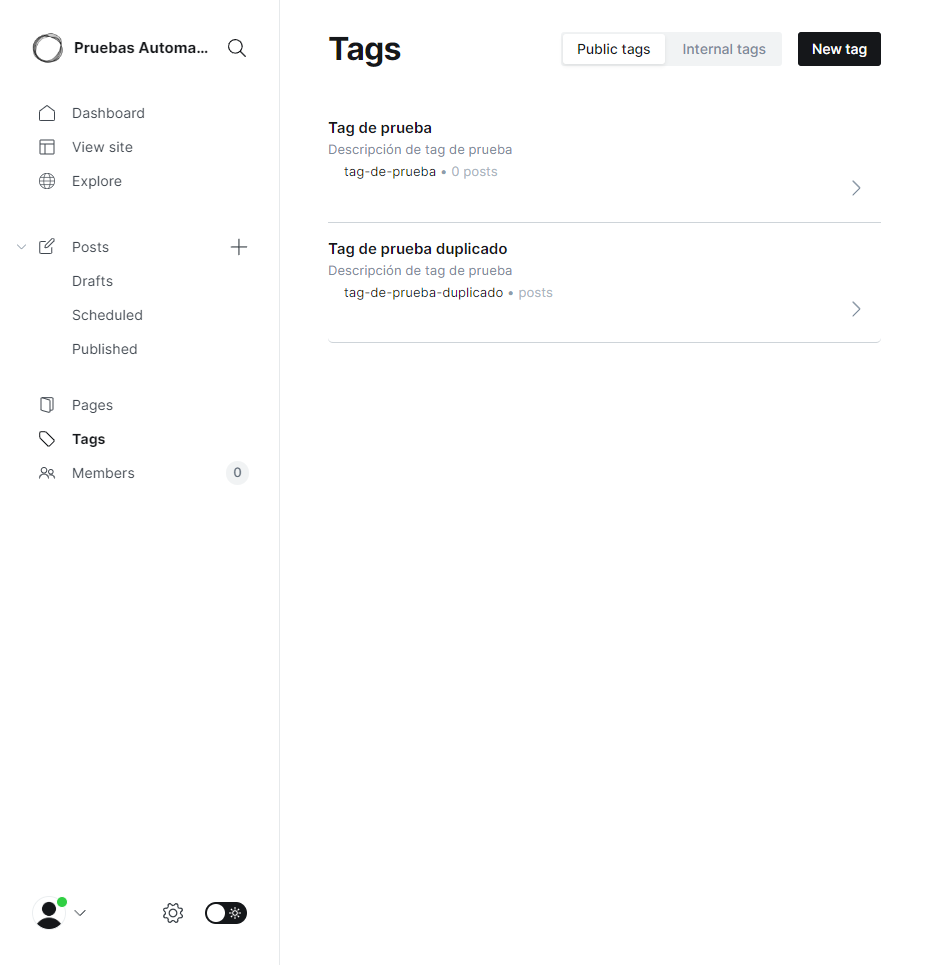 Pruebas Automa...
Dashboard
View site
Explore
Posts
Drafts
Scheduled
Published
Pages
Tags
Members 0
Tags
Public tags Internal tags New tag
Tag de prueba
Descripción de tag de prueba
tag-de-prueba • 0 posts
Tag de prueba duplicado
Descripción de tag de prueba
tag-de-prueba-duplicado • posts